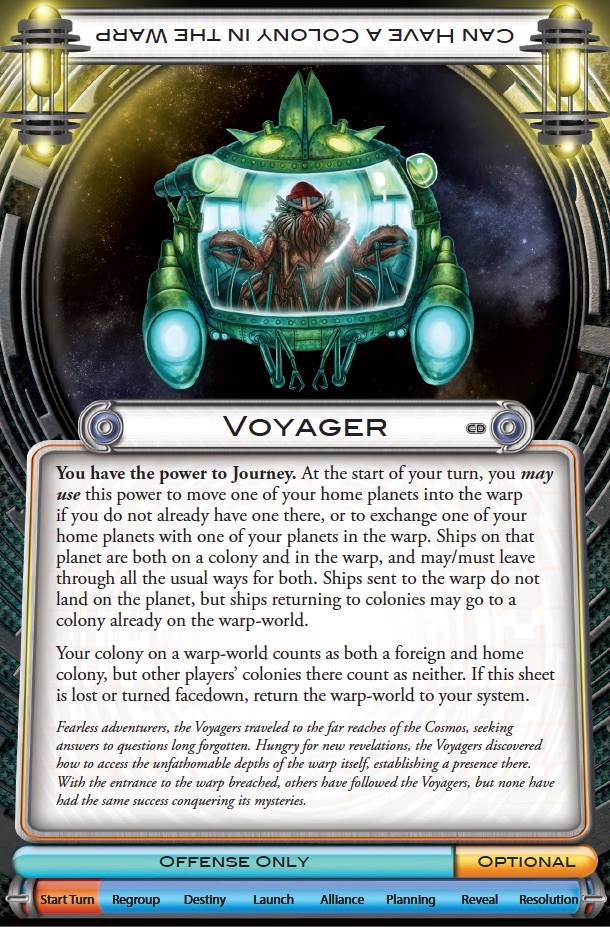 Can Have a Colony in the Warp
Voyager
CD
You have the power to Journey. At the start of your turn, you may
use this power to move one of your home planets into the warp
if you do not already have one there, or to exchange one of your
home planets with one of your planets in the warp. Ships on that
planet are both on a colony and in the warp, and may/must leave
through all the usual ways for both. Ships sent to the warp do not
land on the planet, but ships returning to colonies may go to a
colony already on the warp-world.
Your colony on a warp-world counts as both a foreign and home
colony, but other players' colonies there count as neither. If this sheet
is lost or turned facedown, return the warp-world to your system.
Fearless adventurers, the Voyagers traveled to the far reaches of the Cosmos, seeking
answers to questions long forgotten. Hungry for new revelations, the Voyagers discovered
how to access the unfathomable depths of the warp itself, establishing a presence there.
With the entrance to the warp breached, others have followed the Voyagers, but none have
had the same success conquering its mysteries.
Offense Only Optional
Start Turn Regroup Destiny Launch Alliance Planning Reveal Resolution